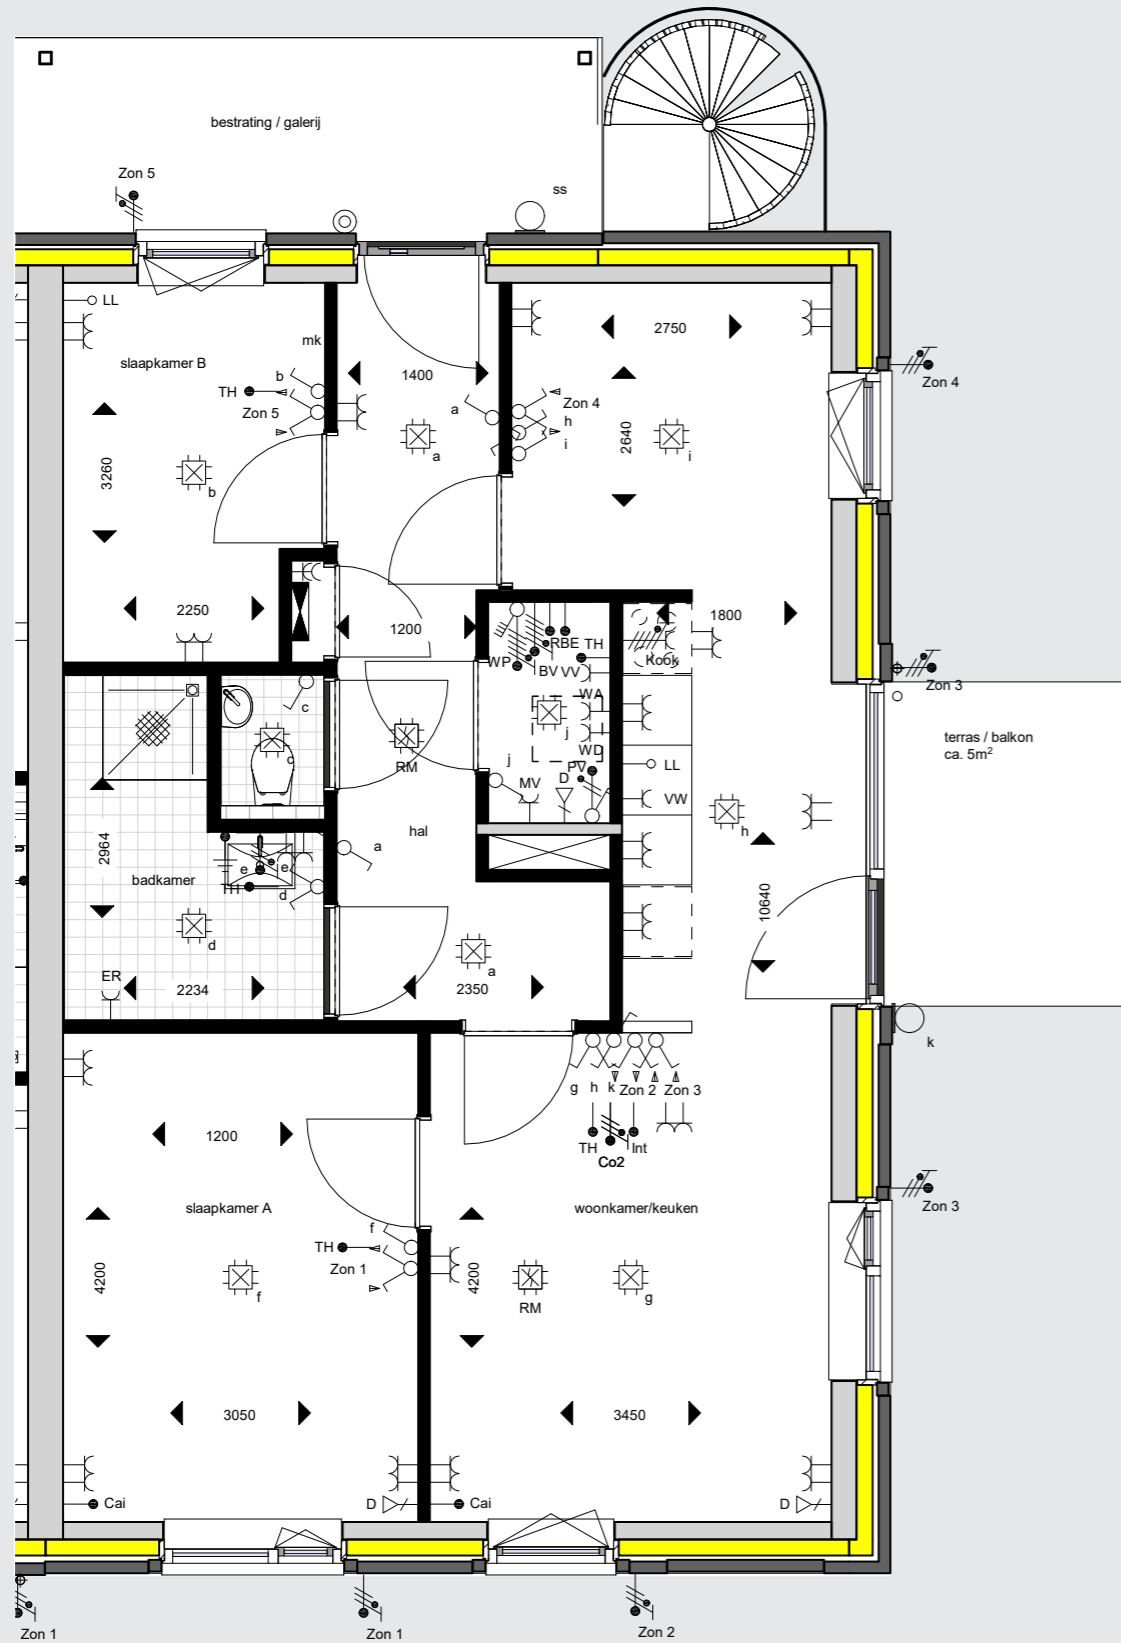 bestrating / galerij
Zon 5
ss
LL
mk
slaapkamer B
b
TH
Zon 5
1400
a
a
2750
Zon 4
h
i
2640
i
Zon 4
3260
b
2250
1200
1800
WP
RBE
TH
BV
VV
Kook
WA
Zon 3
c
c
RM
j
j
WD
PV
MV
D
LL
VW
h
terras / balkon
ca. 5m²
2964
hal
a
badkamer
e
e
TH
d
d
10640
ER
2234
a
2350
k
g
h
k
Zon 2
Zon 3
TH
Int
Co2
1200
slaapkamer A
woonkamer/keuken
Zon 3
f
TH
Zon 1
4200
f
4200
RM
g
3050
3450
Cai
D
Cai
D
Zon 1
Zon 1
Zon 2